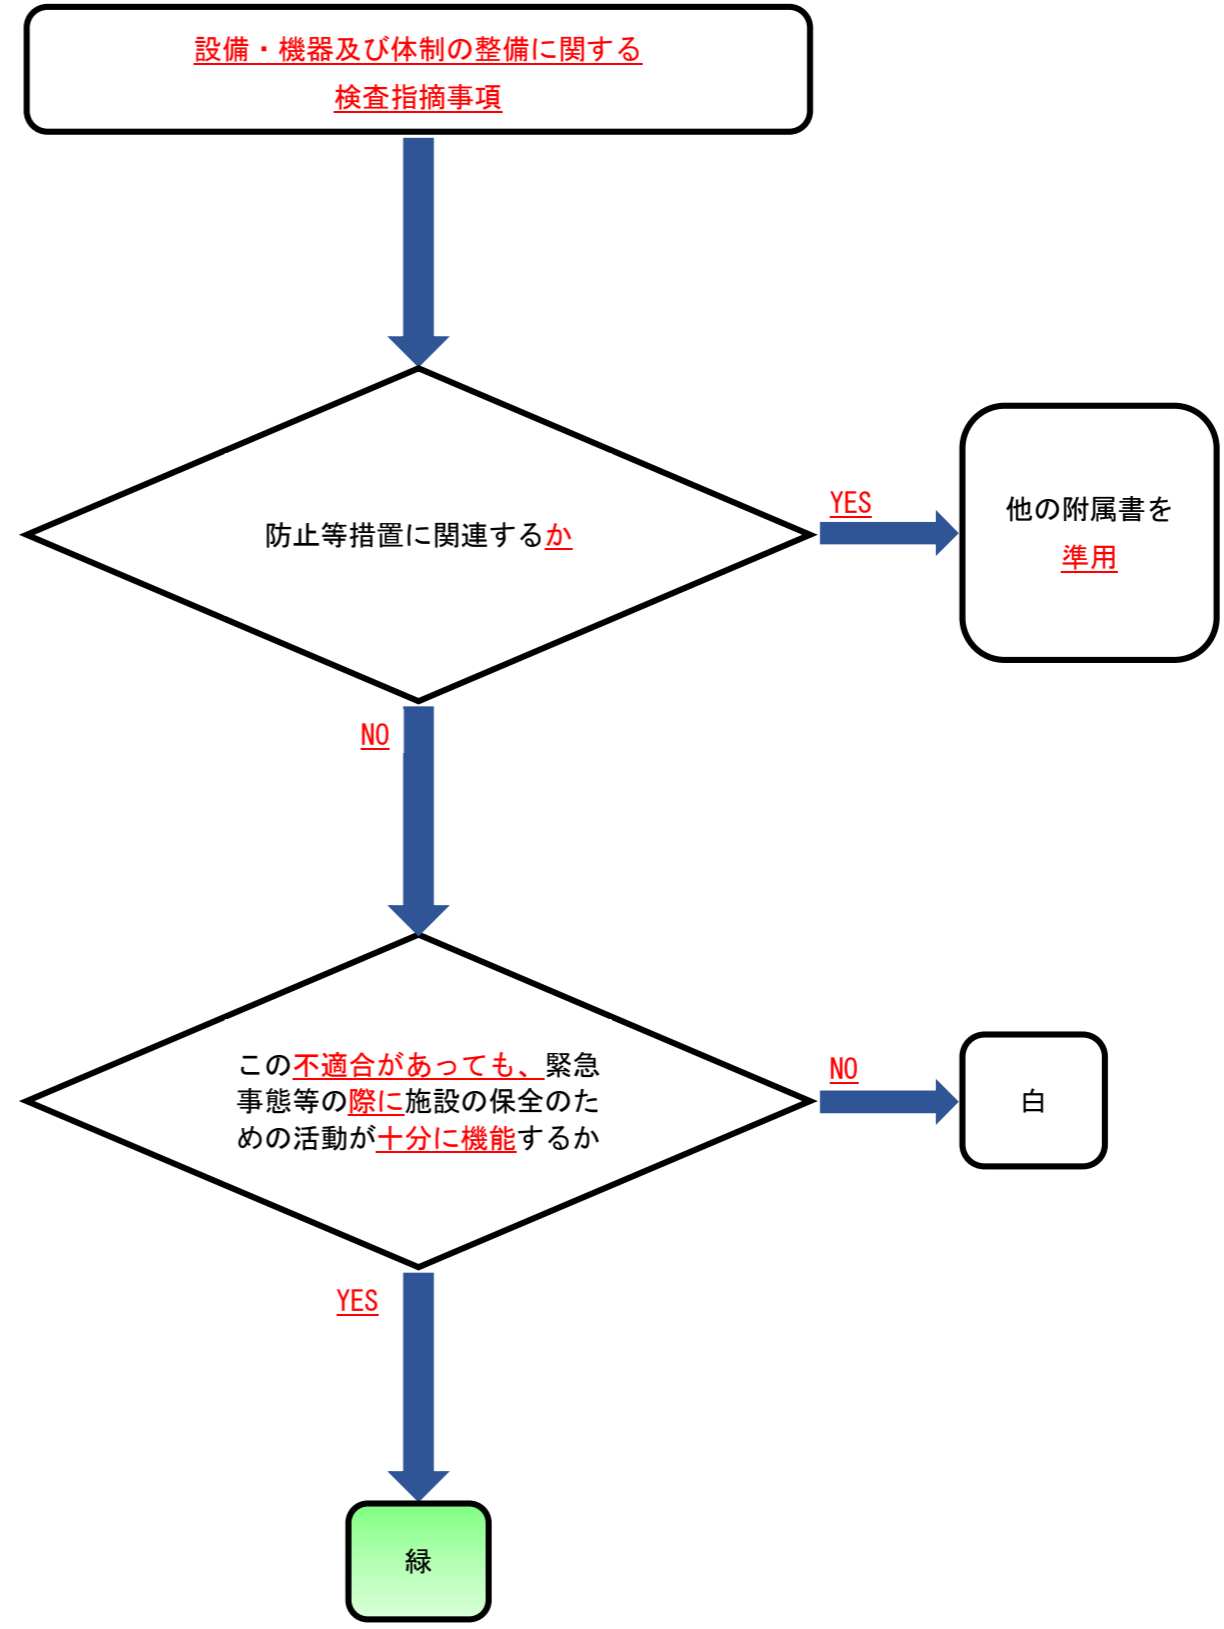 設備・機器及び体制の整備に関する
検査指摘事項
防止等措置に関連するか
YES
他の附属書を
準用
NO
この不適合があっても、緊急
事態等の際に施設の保全のた
めの活動が十分に機能するか
NO
白
YES
緑